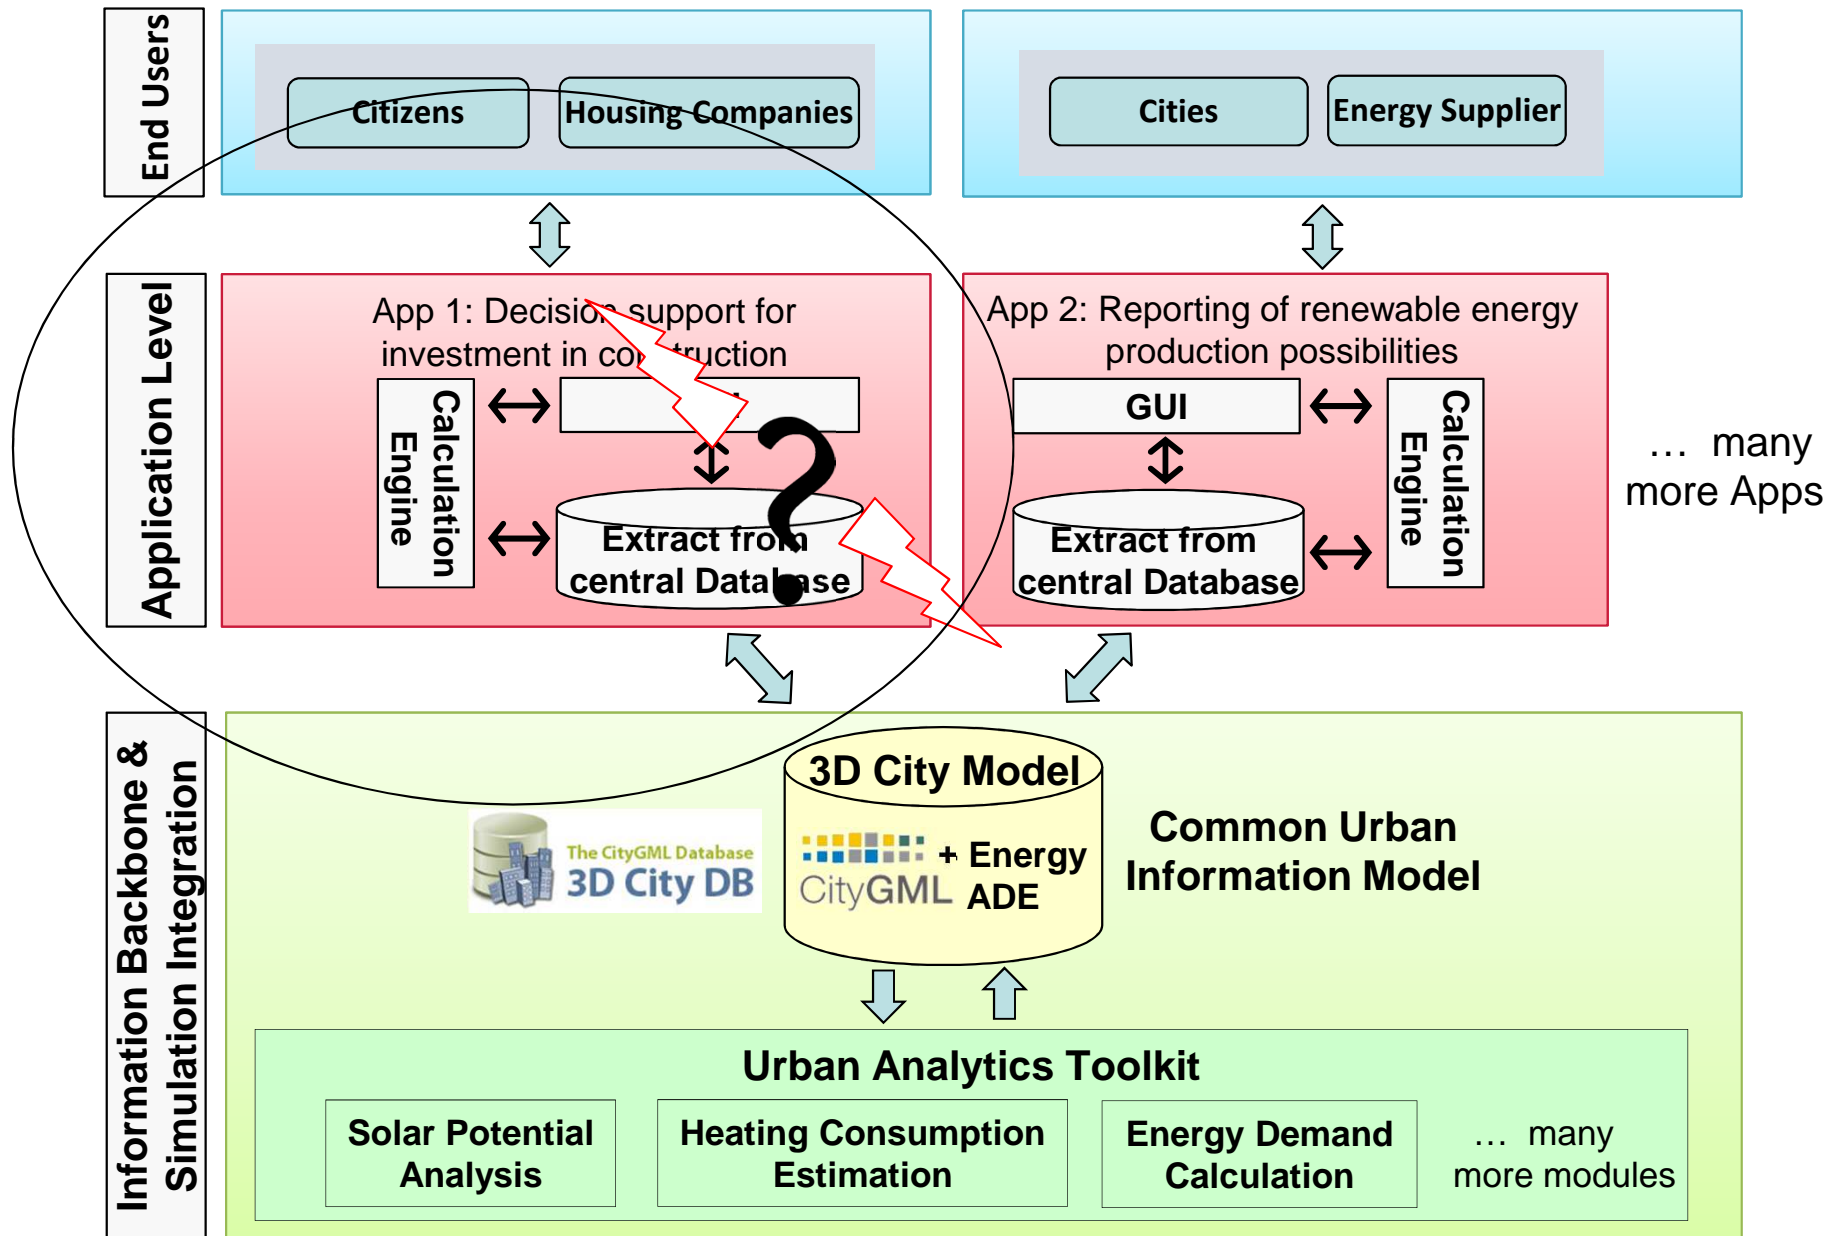 End Users
Citizens
Housing Companies
Cities
Energy Supplier
Application Level
App 1: Decision support for
investment in construction
Calculation
Engine
Extract from
central Database
App 2: Reporting of renewable energy
production possibilities
GUI
Calculation
Engine
Extract from
central Database
… many
more Apps
?
Information Backbone &
Simulation Integration
3D City Model
The CityGML Database
3D City DB
+ Energy
CityGML ADE
Common Urban
Information Model
Urban Analytics Toolkit
Solar Potential
Analysis
Heating Consumption
Estimation
Energy Demand
Calculation
… many
more modules